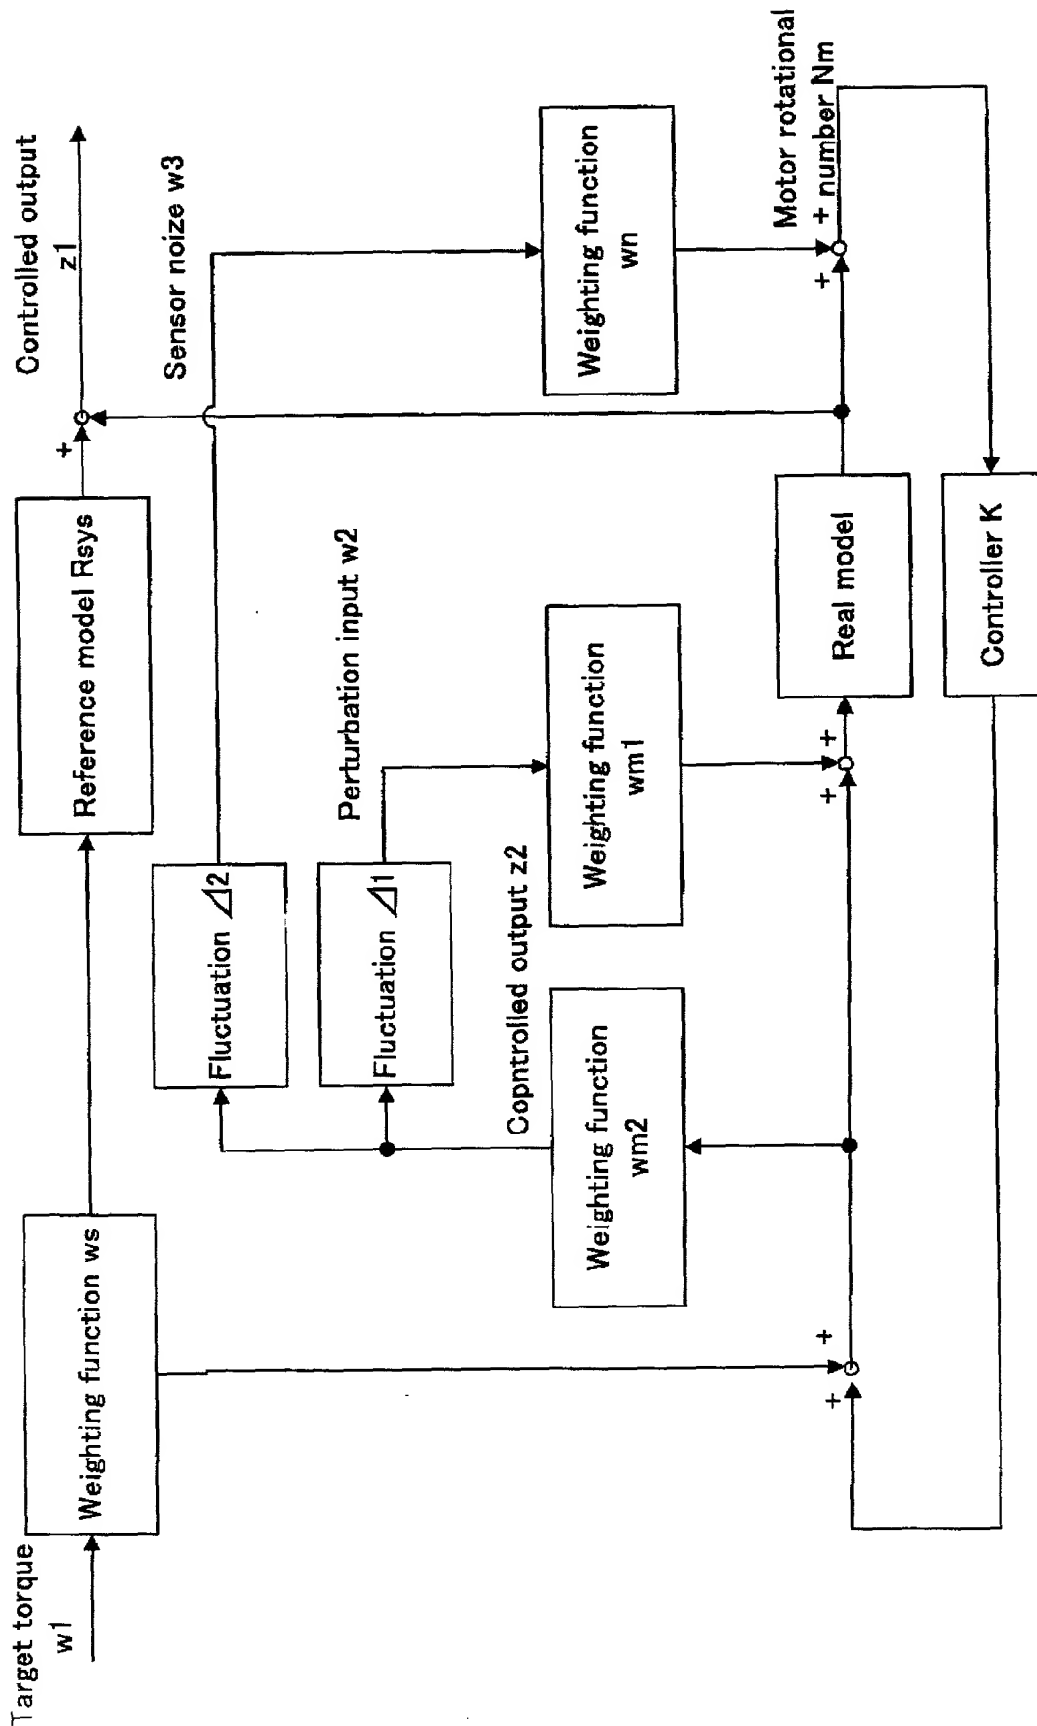 Target torque
w1
Weighting function ws
Reference model Rsys
+
Controlled output
z1
Fluctuation ⊿2
Sensor noize w3
Fluctuation ⊿1
Perturbation input w2
Copntrolled output z2
Weighting function
wm2
Weighting function
wm1
Weighting function
wn
Motor rotational
number Nm
+
+
+
+
+
+
Real model
Controller K